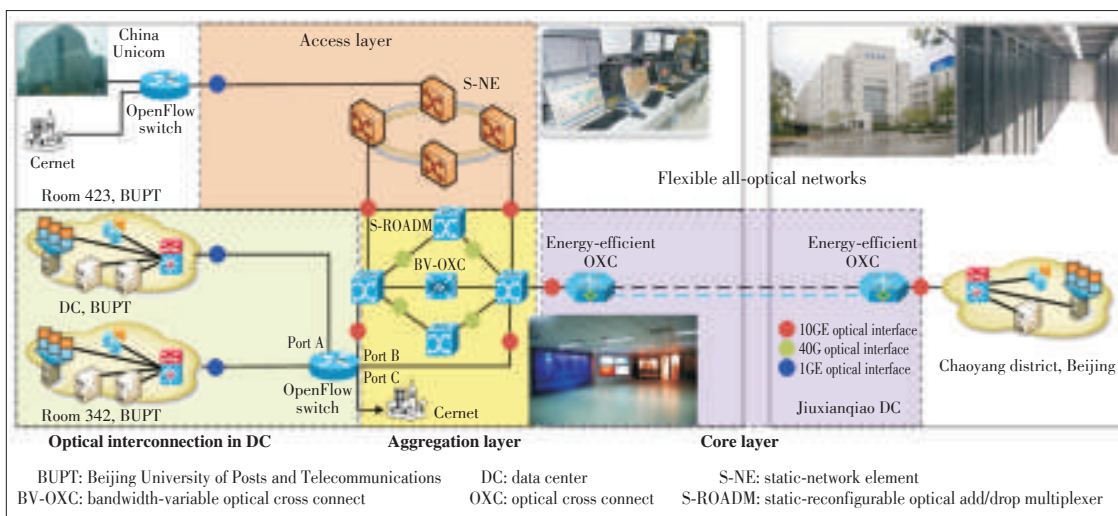 China
Unicom
Access layer
S-NE
OpenFlow
switch
Cernet
Room 423, BUPT
Flexible all-optical networks
S-ROADM
BV-OXC
Energy-efficient
OXC
Energy-efficient
OXC
DC, BUPT
Port A
Port B
Port C
OpenFlow
switch
Cernet
Room 342, BUPT
10GE optical interface
40G optical interface
1GE optical interface
Chaoyang district, Beijing
Jiuxianqiao DC
Optical interconnection in DC
Aggregation layer
Core layer
BUPT: Beijing University of Posts and Telecommunications
DC: data center
S-NE: static-network element
BV-OXC: bandwidth-variable optical cross connect
OXC: optical cross connect
S-ROADM: static-reconfigurable optical add/drop multiplexer